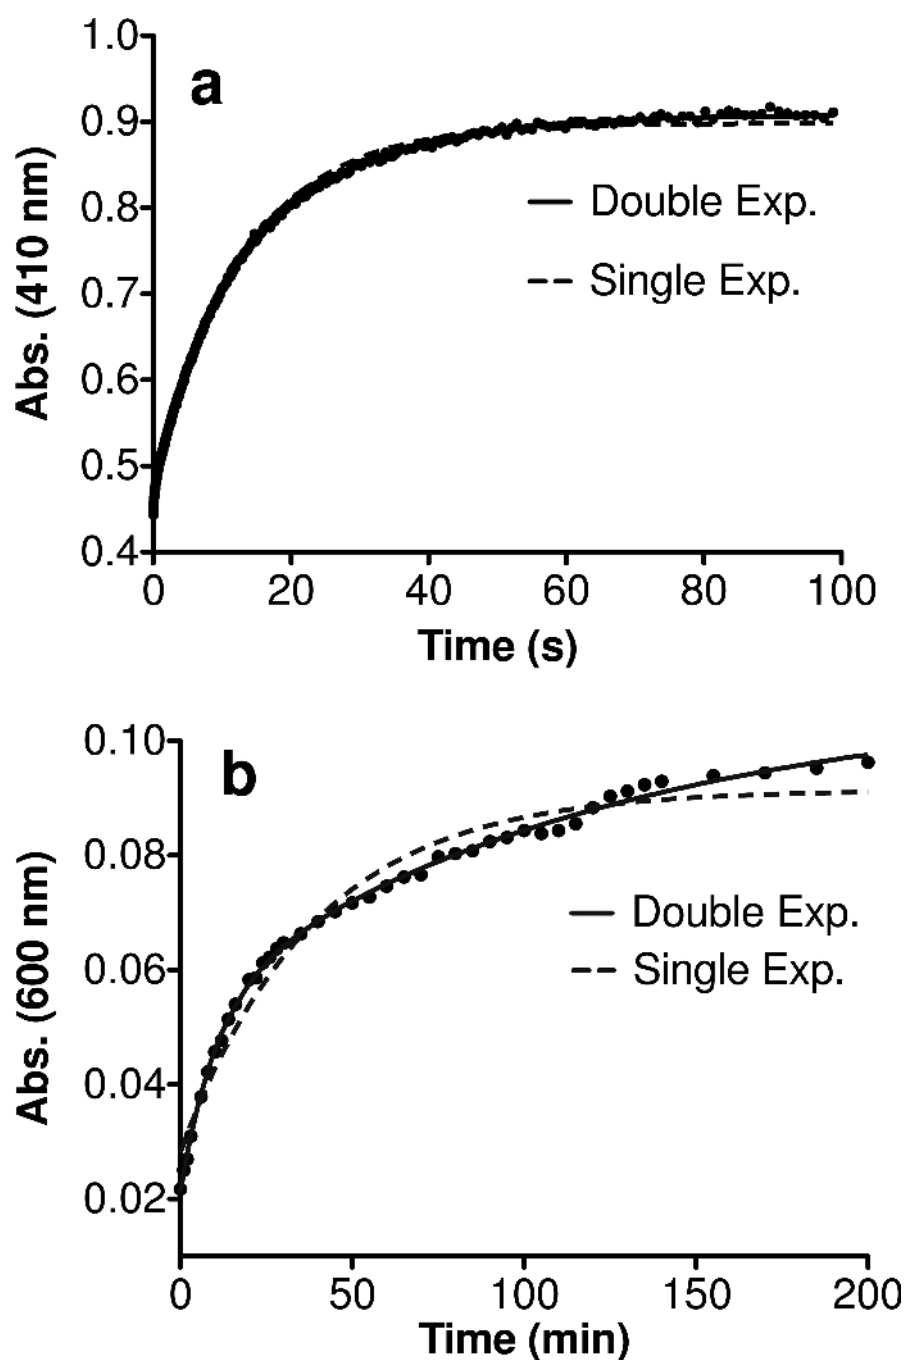 a
Abs. (410 nm)
1.0
0.9
0.8
0.7
0.6
0.5
0.4
Double Exp.
Single Exp.
0 20 40 60 80 100
Time (s)
b
Abs. (600 nm)
0.10
0.08
0.06
0.04
0.02
Double Exp.
Single Exp.
0 50 100 150 200
Time (min)